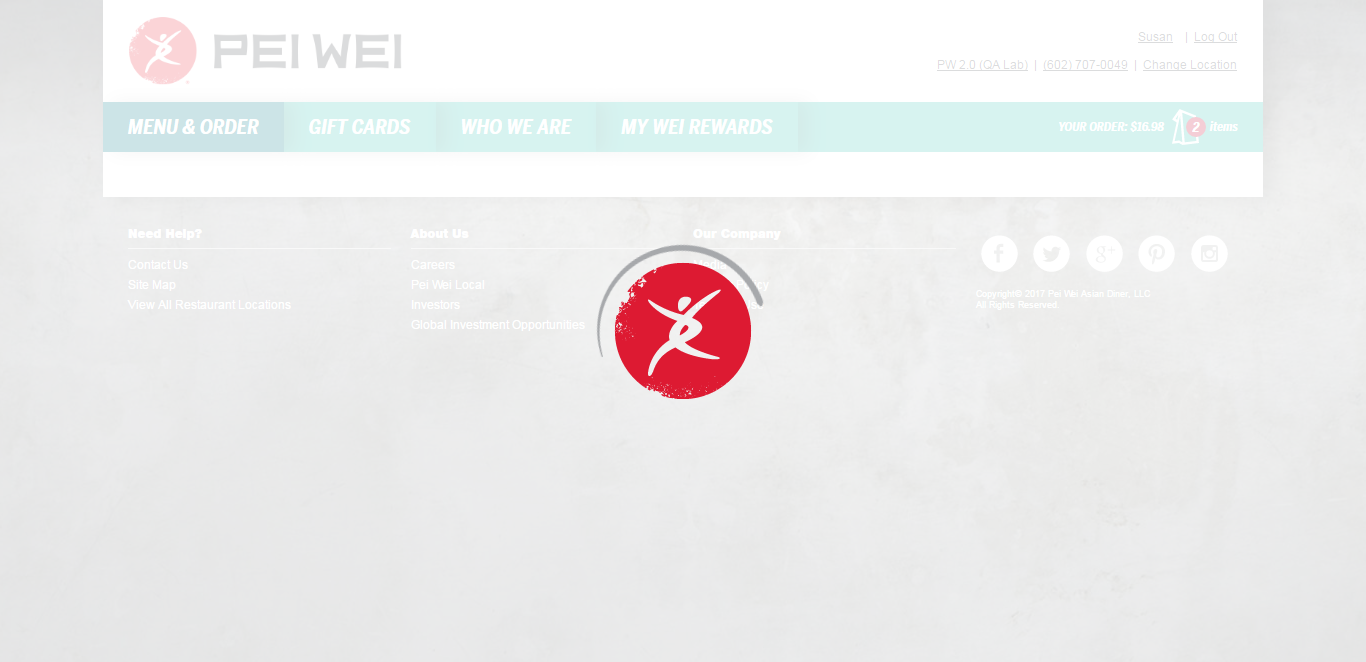 PEI WEI
Susan | Log Out
PW 2.0 (QA Lab) | (602) 707-0049 | Change Location
MENU & ORDER GIFT CARDS WHO WE ARE MY WEI REWARDS YOUR ORDER: $16.98 2 items
Need Help?
Contact Us
Site Map
View All Restaurant Locations
About Us
Careers
Pei Wei Local
Investors
Global Investment Opportunities
Our Company
Copyright© 2017 Pei Wei Asian Diner, LLC
All Rights Reserved